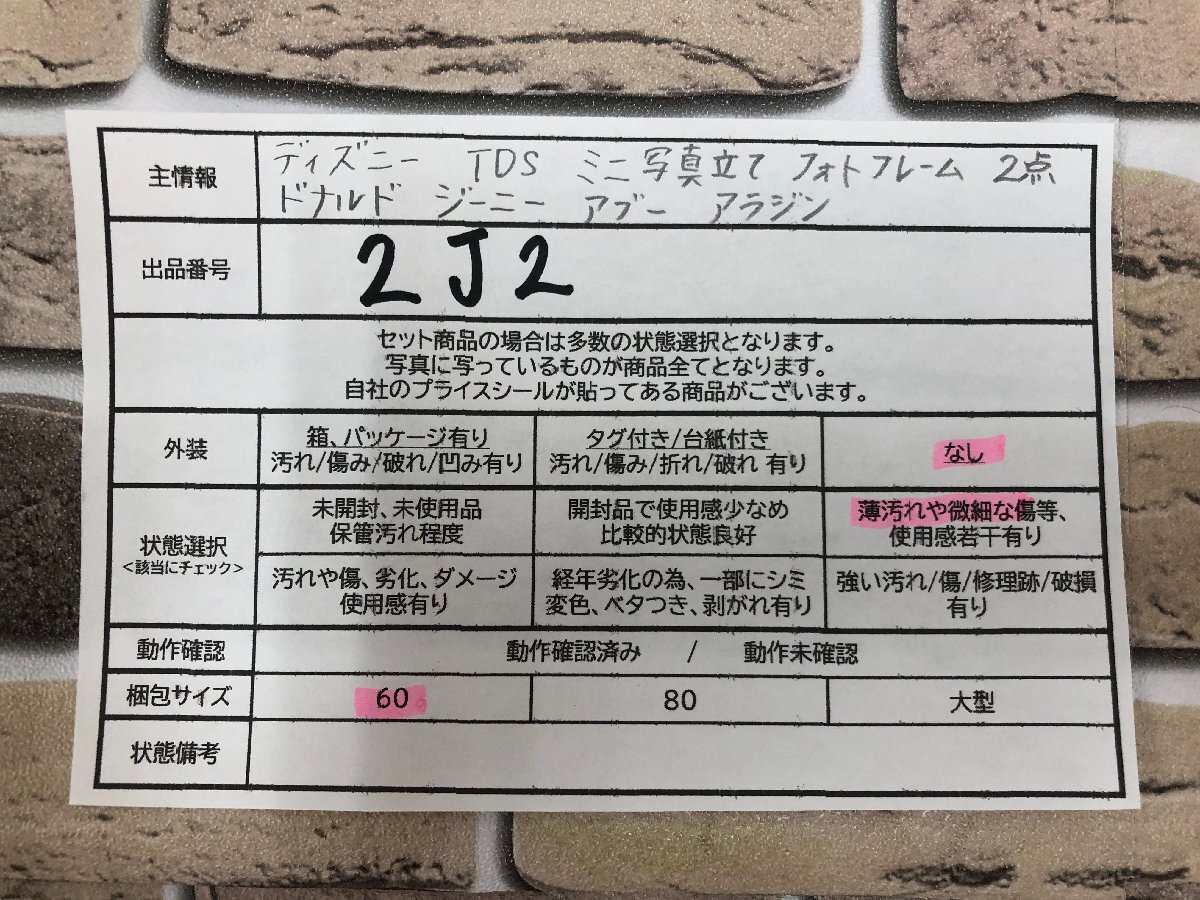 主情報
ディズニー TDS ミニ写真立て フォトフレーム 2点
ドナルド ジーニー アブー アラジン
出品番号
2J2
セット商品の場合は多数の状態選択となります。
写真に写っているものが商品全てとなります。
自社のプライスシールが貼ってある商品がございます。
外装
箱、パッケージ有り
汚れ/傷み/破れ/凹み有り
タグ付き/台紙付き
汚れ/傷み/折れ/破れ 有り
なし
状態選択
<該当にチェック>
未開封、未使用品
保管汚れ程度
開封品で使用感少なめ
比較的状態良好
薄汚れや微細な傷等、
使用感若干有り
汚れや傷、劣化、ダメージ
使用感有り
経年劣化の為、一部にシミ
変色、ベタつき、剥がれ有り
強い汚れ/傷/修理跡/破損
有り
動作確認
動作確認済み / 動作未確認
梱包サイズ
60
80
大型
状態備考